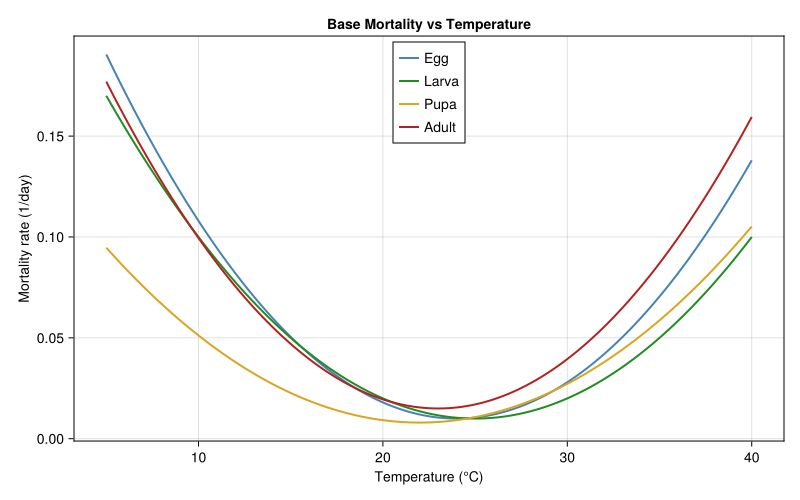 Base Mortality vs Temperature
Egg
Larva
Pupa
Adult
Mortality rate (1/day)
0.15
0.10
0.05
0.00
10
20
30
40
Temperature (°C)